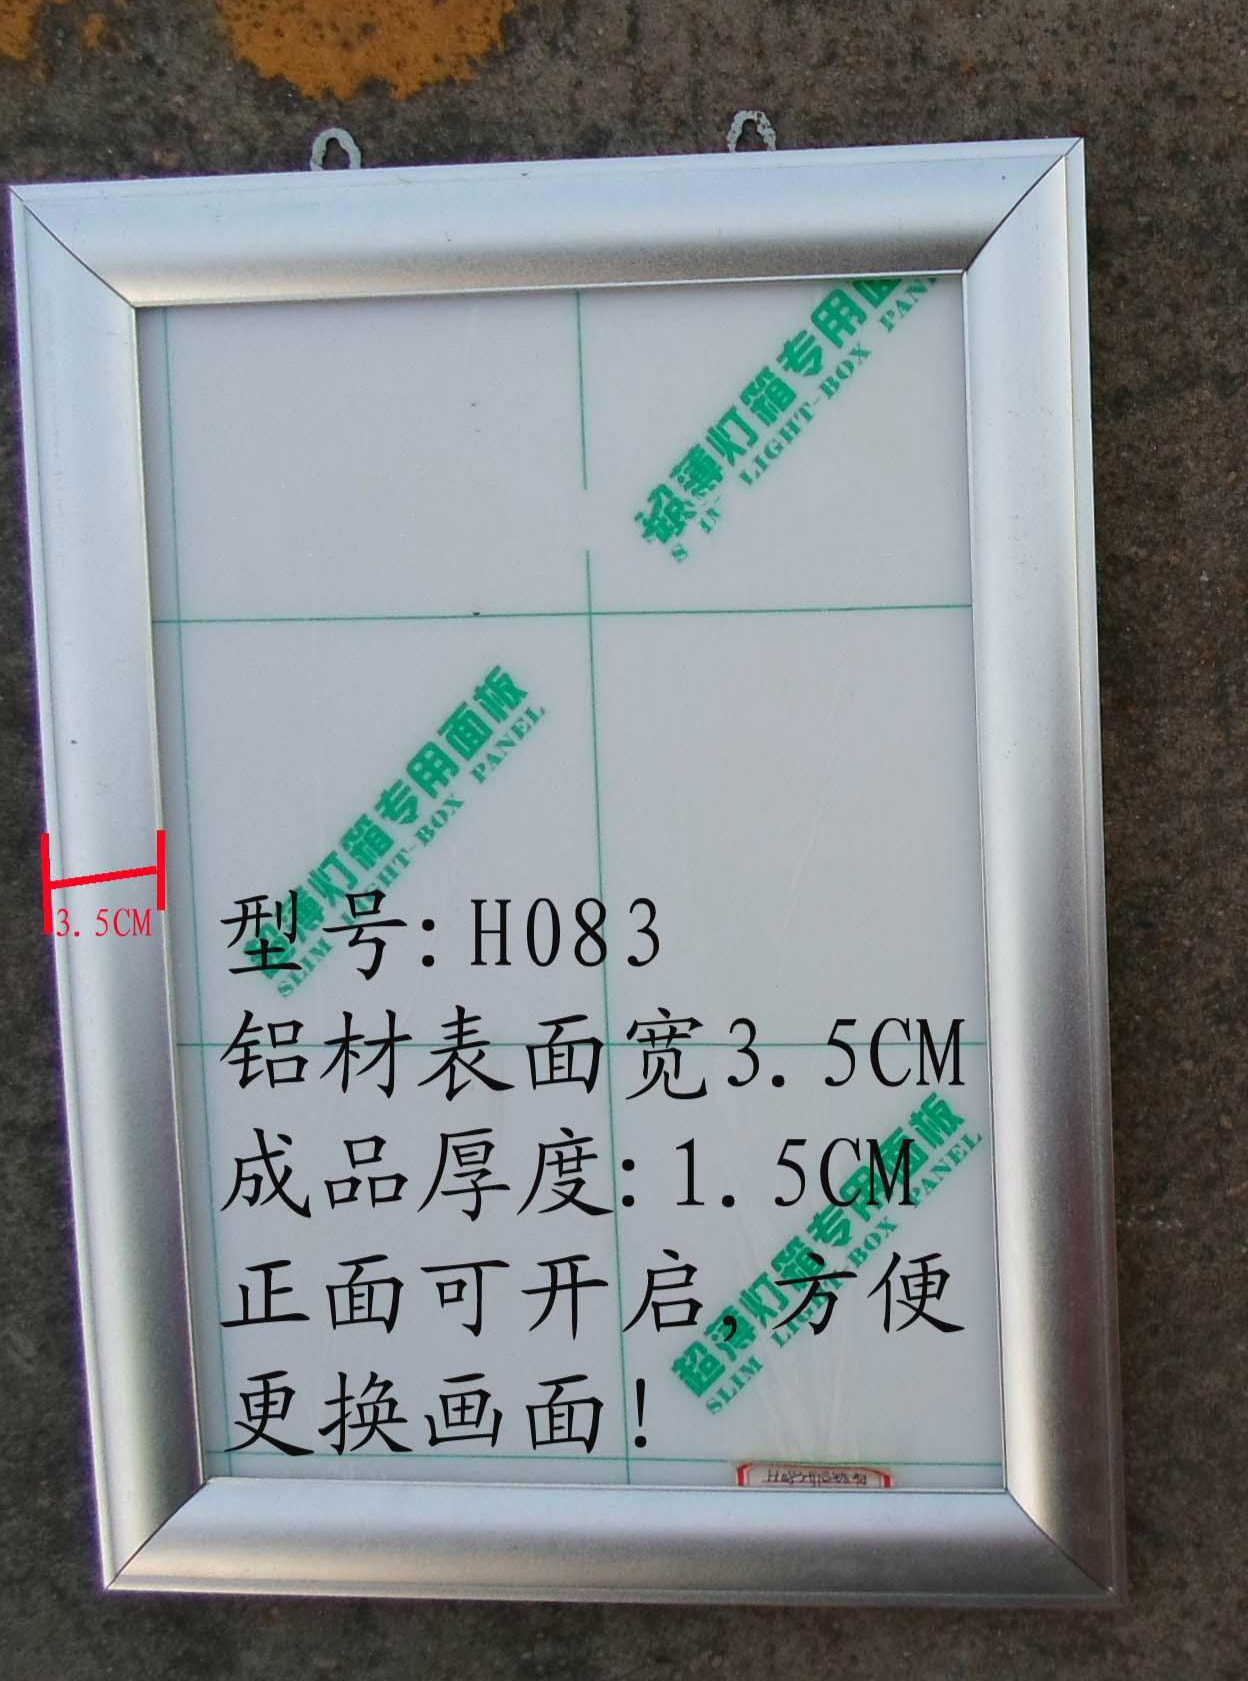 超薄灯箱专用面
LIGHT-BOX PAN
超薄灯箱专用面板
SLIM LIGHT-BOX PANEL
3.5CM
型号:H083
铝材表面宽3.5CM
成品厚度:1.5CM
正面可开启,方便
更换画面!
超薄灯箱专用面板
SLIM LIGHT-BOX PANEL